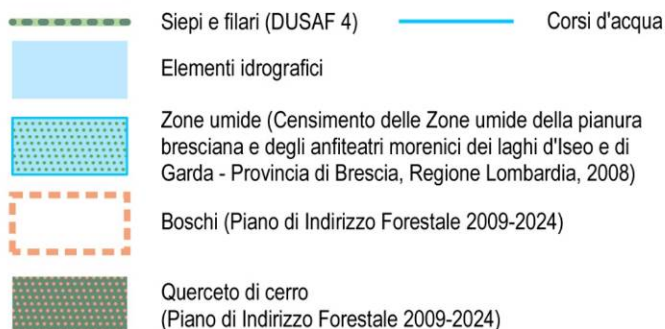 Siepi e filari (DUSAF 4)
Corsi d'acqua
Elementi idrografici
Zone umide (Censimento delle Zone umide della pianura
bresciana e degli anfiteatri morenici dei laghi d'Iseo e di
Garda - Provincia di Brescia, Regione Lombardia, 2008)
Boschi (Piano di Indirizzo Forestale 2009-2024)
Querceto di cerro
(Piano di Indirizzo Forestale 2009-2024)